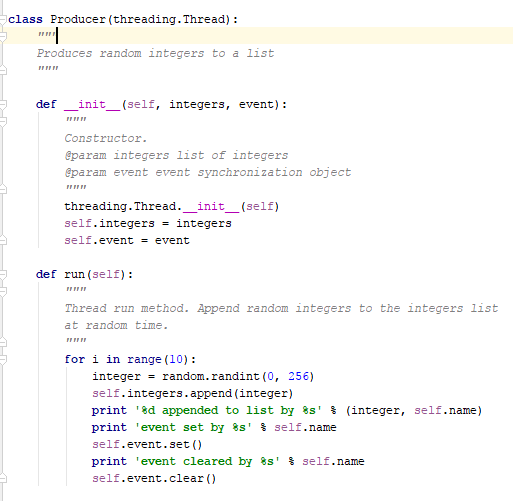 class Producer(threading.Thread):
    """
    Produces random integers to a list
    """

    def __init__(self, integers, event):
        """
        Constructor.
        @param integers list of integers
        @param event event synchronization object
        """
        threading.Thread.__init__(self)
        self.integers = integers
        self.event = event

    def run(self):
        """
        Thread run method. Append random integers to the integers list
        at random time.
        """
        for i in range(10):
            integer = random.randint(0, 256)
            self.integers.append(integer)
            print '%d appended to list by %s' % (integer, self.name)
            print 'event set by %s' % self.name
            self.event.set()
            print 'event cleared by %s' % self.name
            self.event.clear()